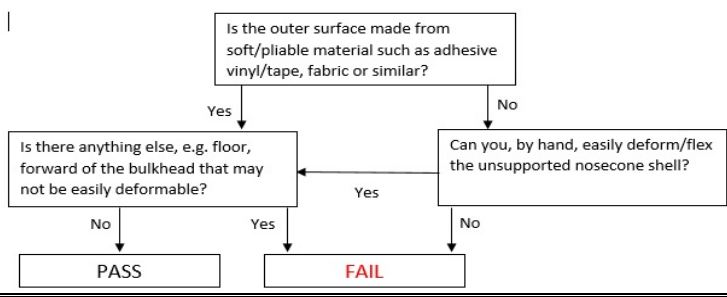 Is the outer surface made from
soft/pliable material such as adhesive
vinyl/tape, fabric or similar?
Yes
No
Is there anything else, e.g. floor,
forward of the bulkhead that may
not be easily deformable?
Can you, by hand, easily deform/flex
the unsupported nosecone shell?
Yes
No
Yes
No
PASS
FAIL